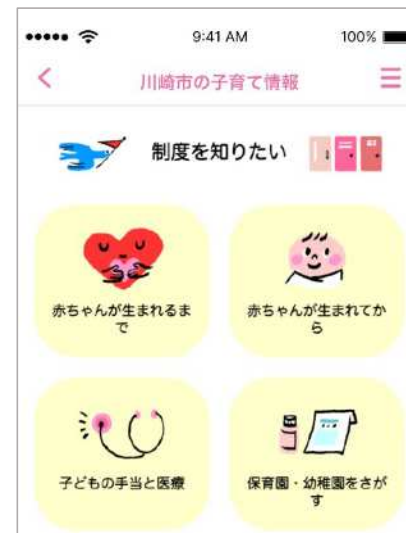 9:41 AM
100%
川崎市の子育て情報
制度を知りたい
赤ちゃんが生まれるま
で
赤ちゃんが生まれてか
ら
子どもの手当と医療
保育園・幼稚園をさが
す